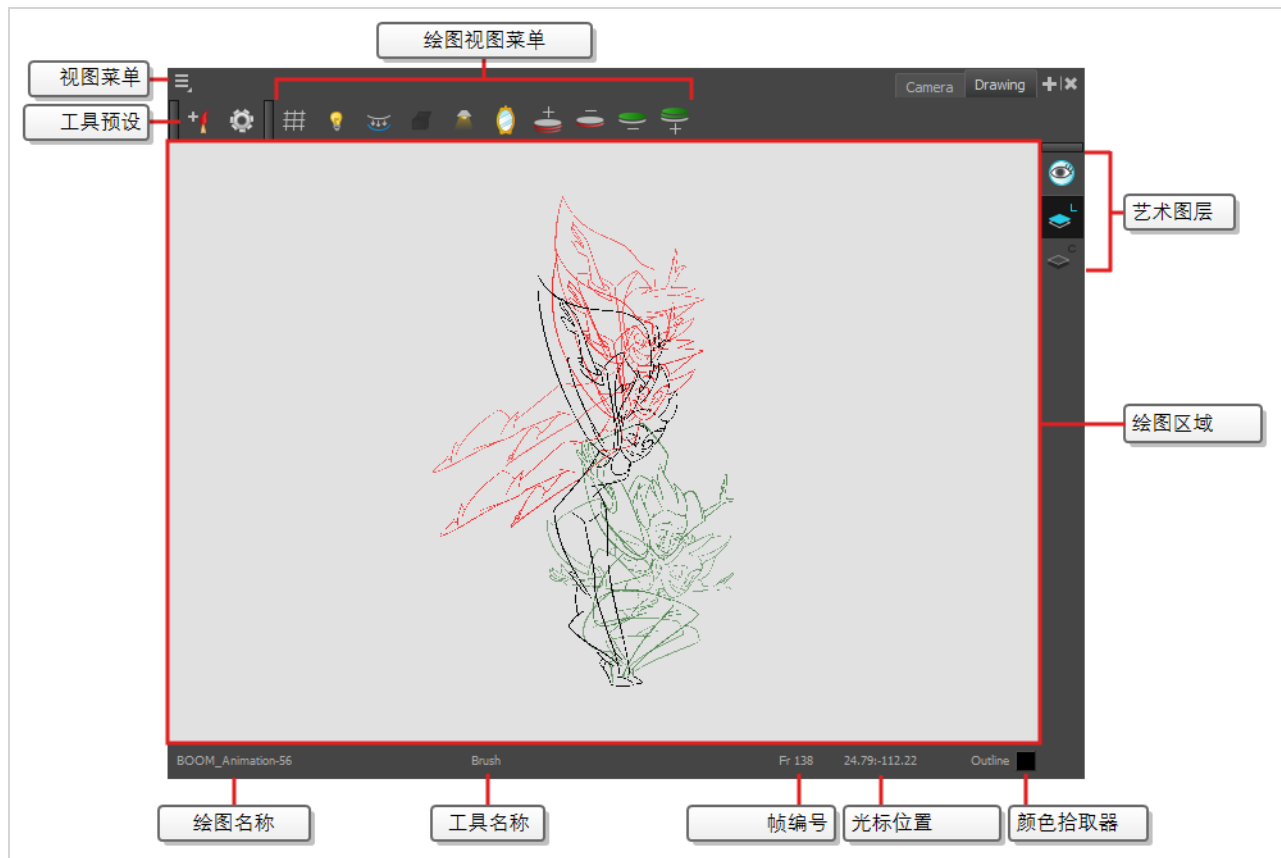 绘图视图菜单
视图菜单
Camera
Drawing
工具预设
L
艺术图层
C
绘图区域
BOOM_Animation-56
Brush
Fr 138
24.79:-112.22
Outline
绘图名称
工具名称
帧编号
光标位置
颜色拾取器